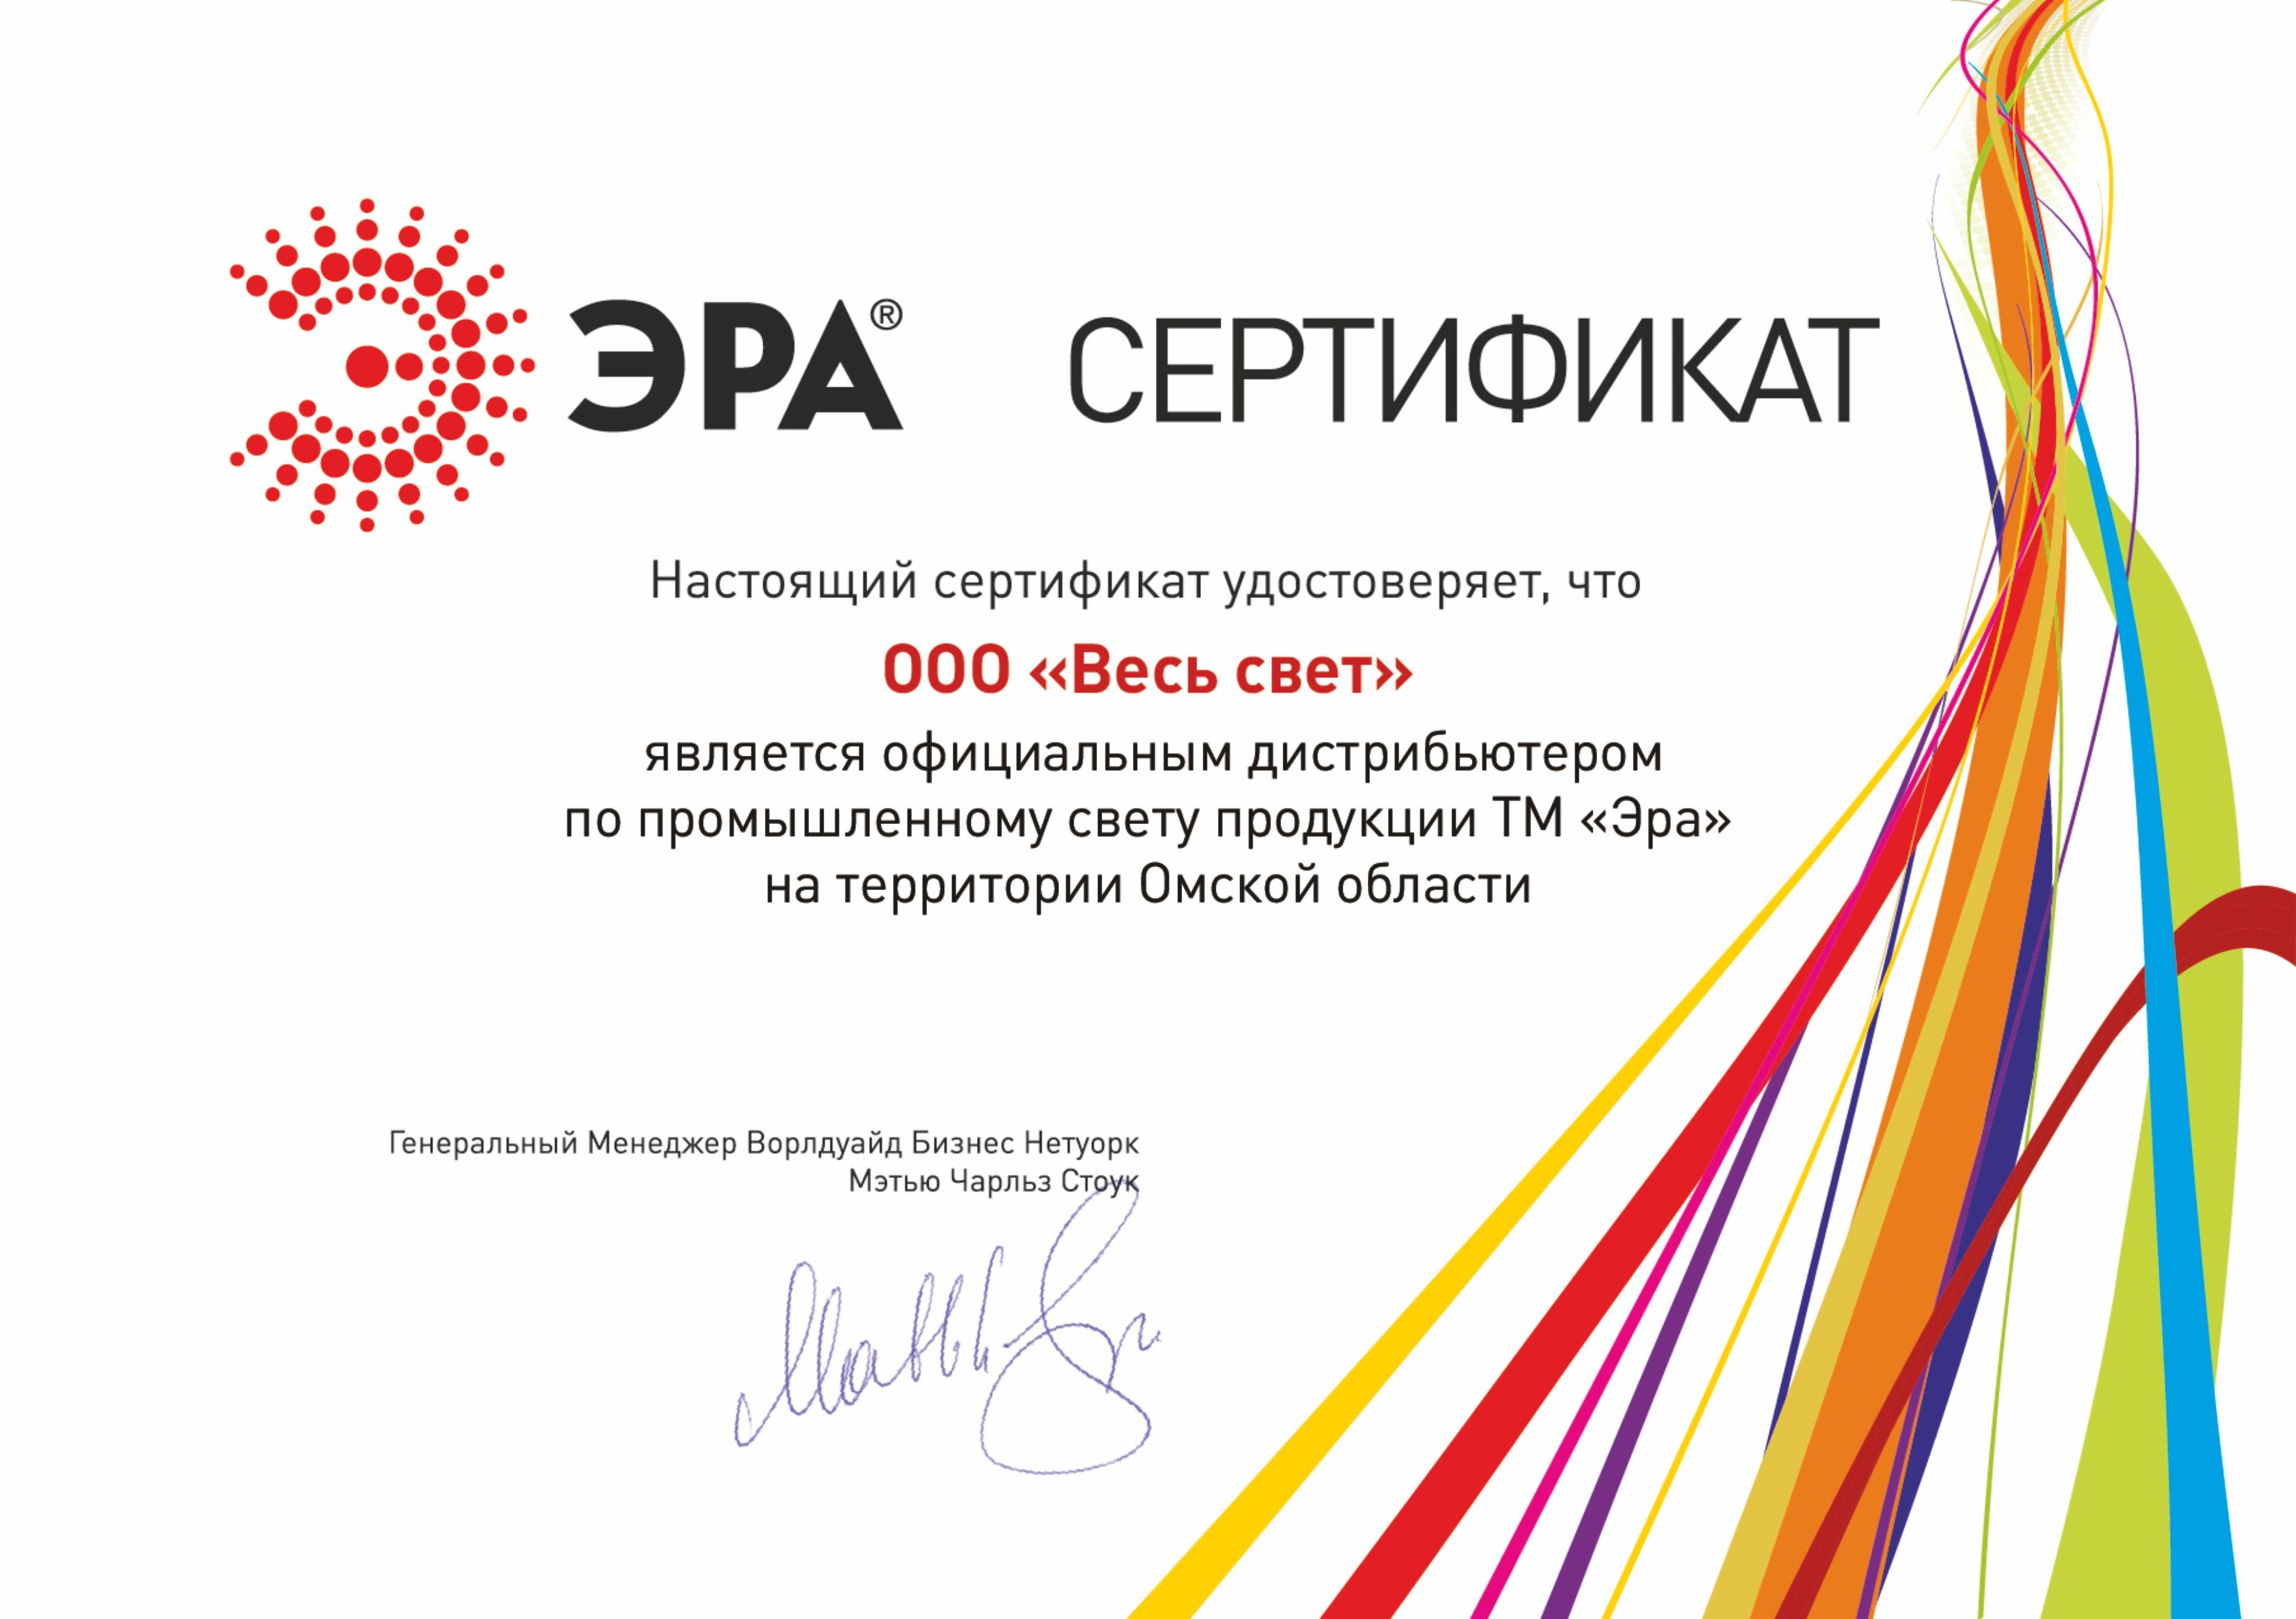 ЭРА®
СЕРТИФИКАТ
Настоящий сертификат удостоверяет, что
ООО «Весь свет»
является официальным дистрибьютером
по промышленному свету продукции ТМ «Эра»
на территории Омской области
Генеральный Менеджер Ворлдуайд Бизнес Нетуорк
Мэтью Чарльз Стоук